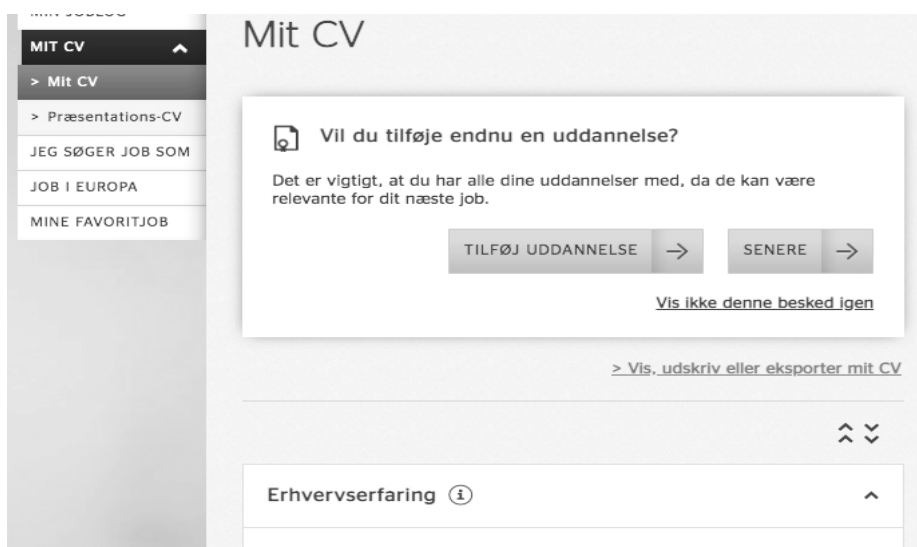 MIN JOBLOG
MIT CV
> Mit CV
> Præsentations-CV
JEG SØGER JOB SOM
JOB I EUROPA
MINE FAVORITJOB
Mit CV
Vil du tilføje endnu en uddannelse?
Det er vigtigt, at du har alle dine uddannelser med, da de kan være
relevante for dit næste job.
TILFØJ UDDANNELSE
SENERE
Vis ikke denne besked igen
> Vis, udskriv eller eksporter mit CV
Erhvervserfaring